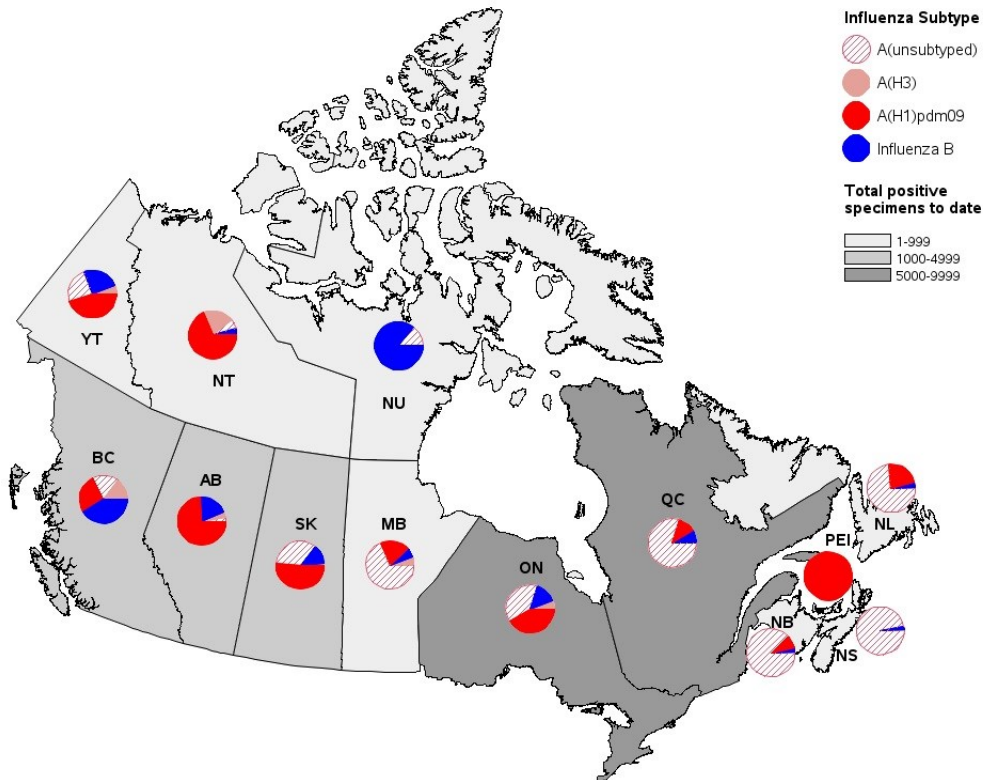 Influenza Subtype
A(unsubtyped)
A(H3)
A(H1)pdm09
Influenza B
Total positive
specimens to date
1-999
1000-4999
5000-9999
YT
NT
NU
BC
AB
SK
MB
ON
QC
NL
PEI
NB
NS